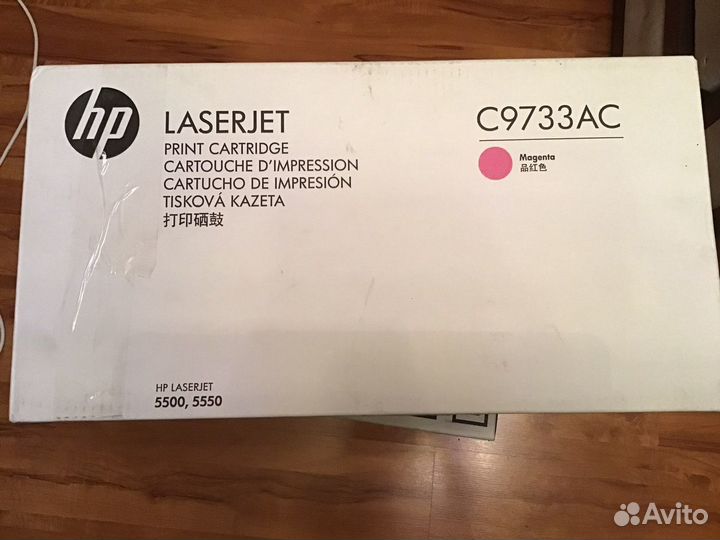 hp
LASERJET
PRINT CARTRIDGE
CARTOUCHE D'IMPRESSION
CARTUCHO DE IMPRESIÓN
TISKOVÁ KAZETA
打印硒鼓
C9733AC
Magenta
品紅色
HP LASERJET
5500, 5550
Avito